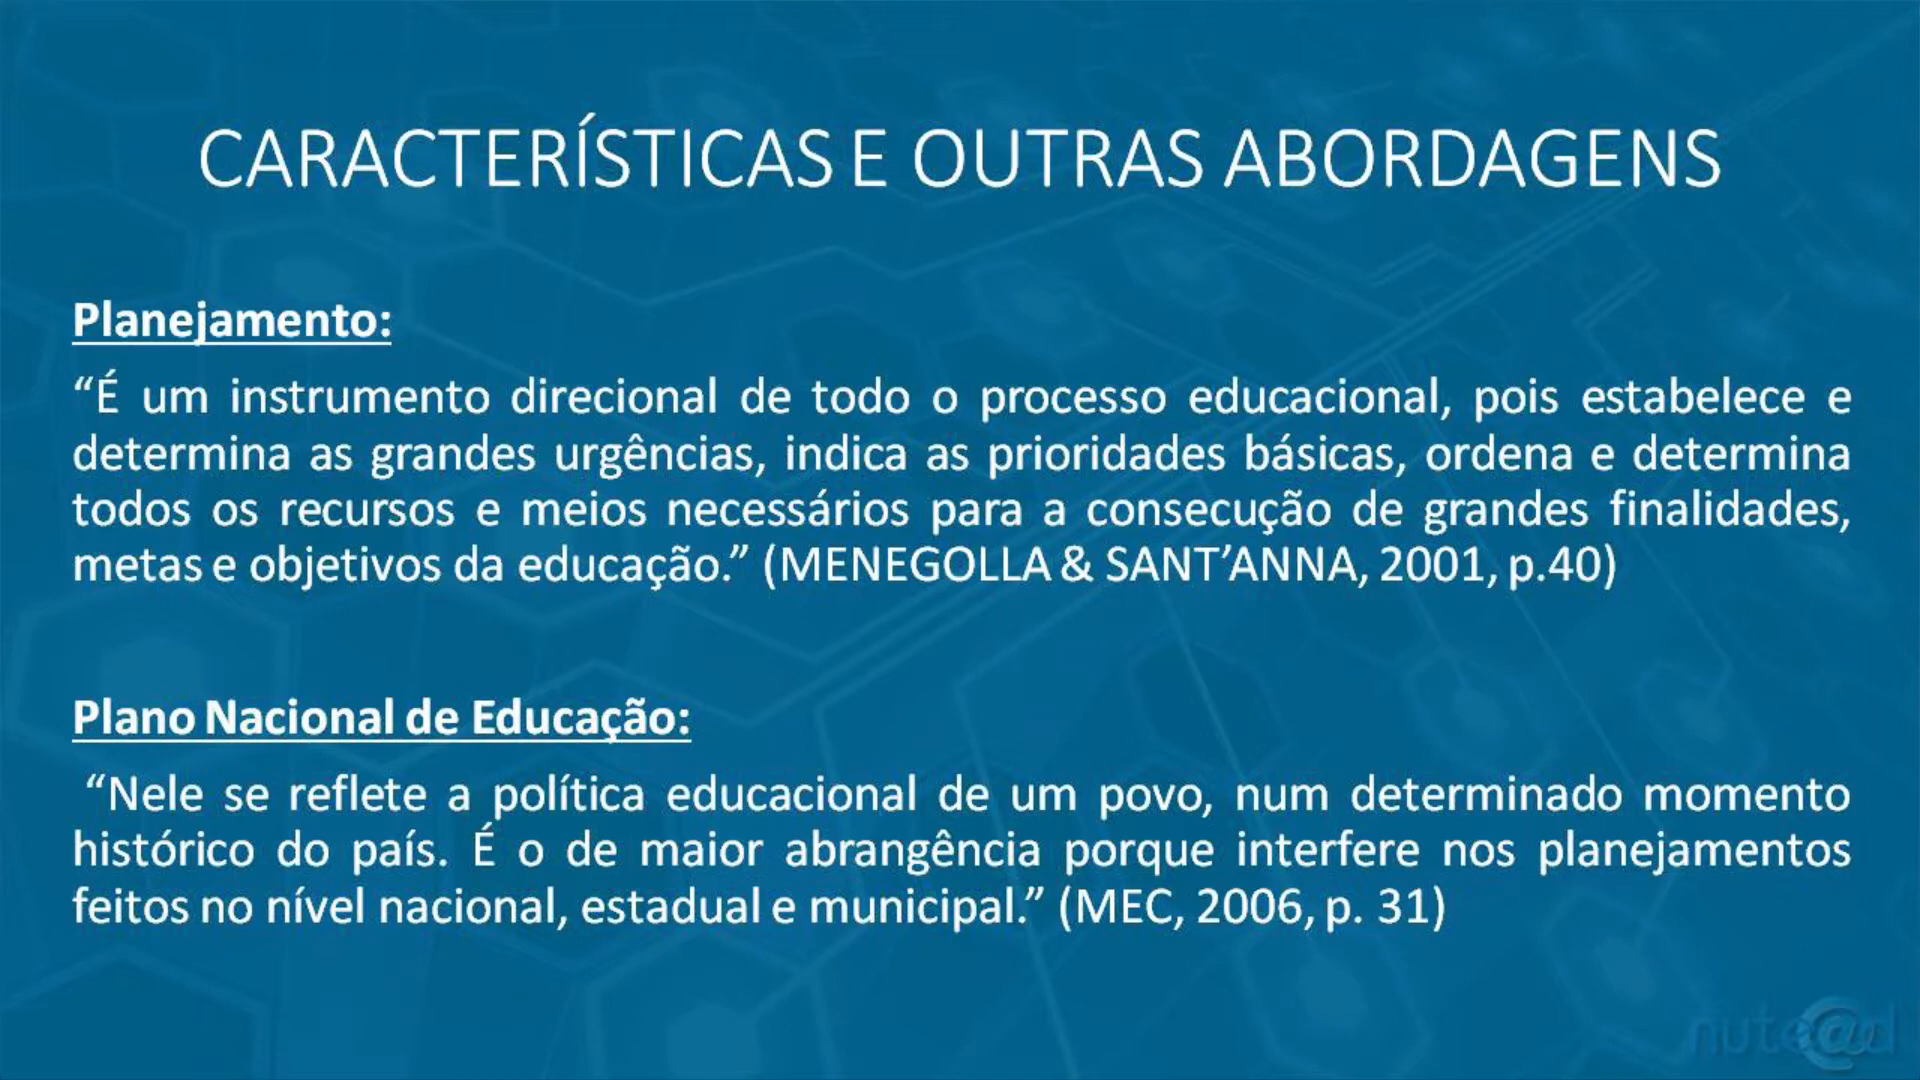 CARACTERÍSTICAS E OUTRAS ABORDAGENS
Planejamento:
“É um instrumento direcional de todo o processo educacional, pois estabelece e
determina as grandes urgências, indica as prioridades básicas, ordena e determina
todos os recursos e meios necessários para a consecução de grandes finalidades,
metas e objetivos da educação.” (MENEGOLLA & SANT’ANNA, 2001, p.40)
Plano Nacional de Educação:
“Nele se reflete a política educacional de um povo, num determinado momento
histórico do país. É o de maior abrangência porque interfere nos planejamentos
feitos no nível nacional, estadual e municipal.” (MEC, 2006, p. 31)
nute@d